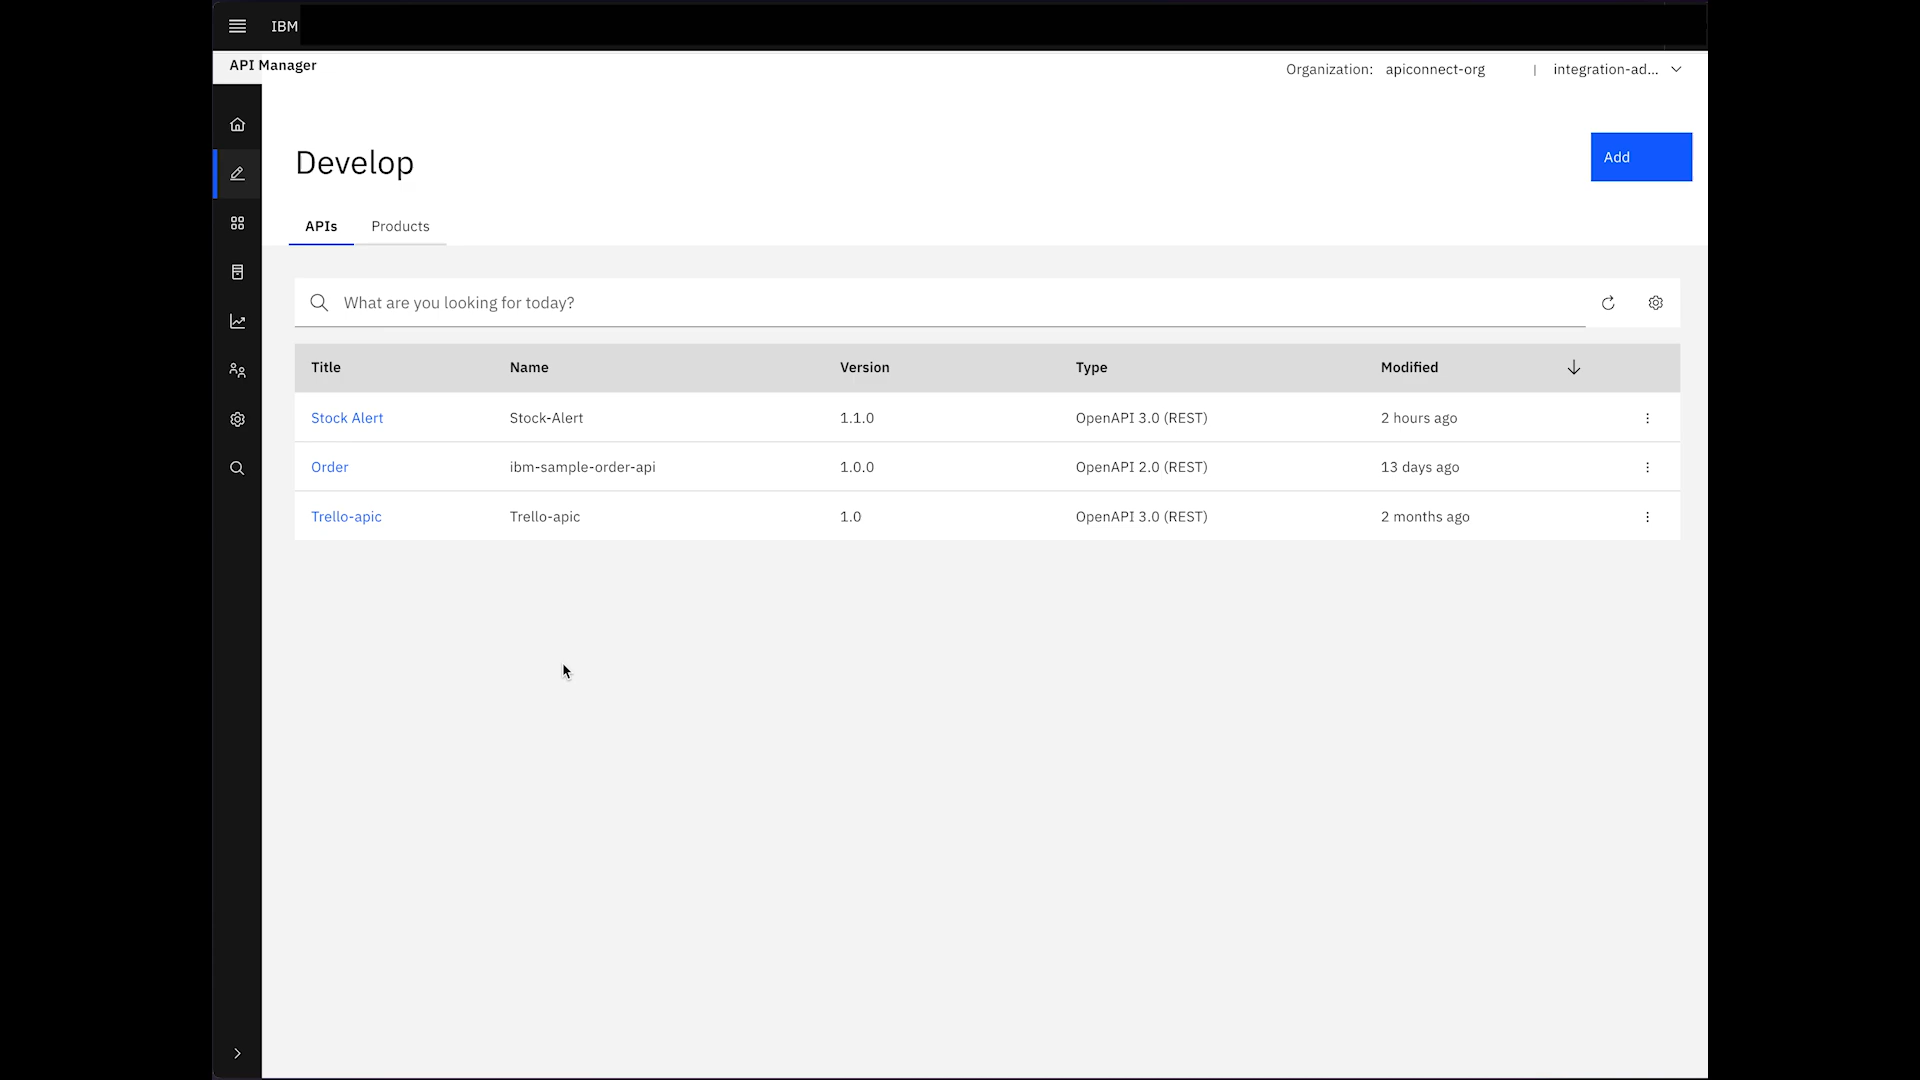 IBM
API Manager
Organization: apiconnect-org | integration-ad...
Develop
Add
APIs Products
What are you looking for today?
Title Name Version Type Modified
Stock Alert Stock-Alert 1.1.0 OpenAPI 3.0 (REST) 2 hours ago
Order ibm-sample-order-api 1.0.0 OpenAPI 2.0 (REST) 13 days ago
Trello-apic Trello-apic 1.0 OpenAPI 3.0 (REST) 2 months ago